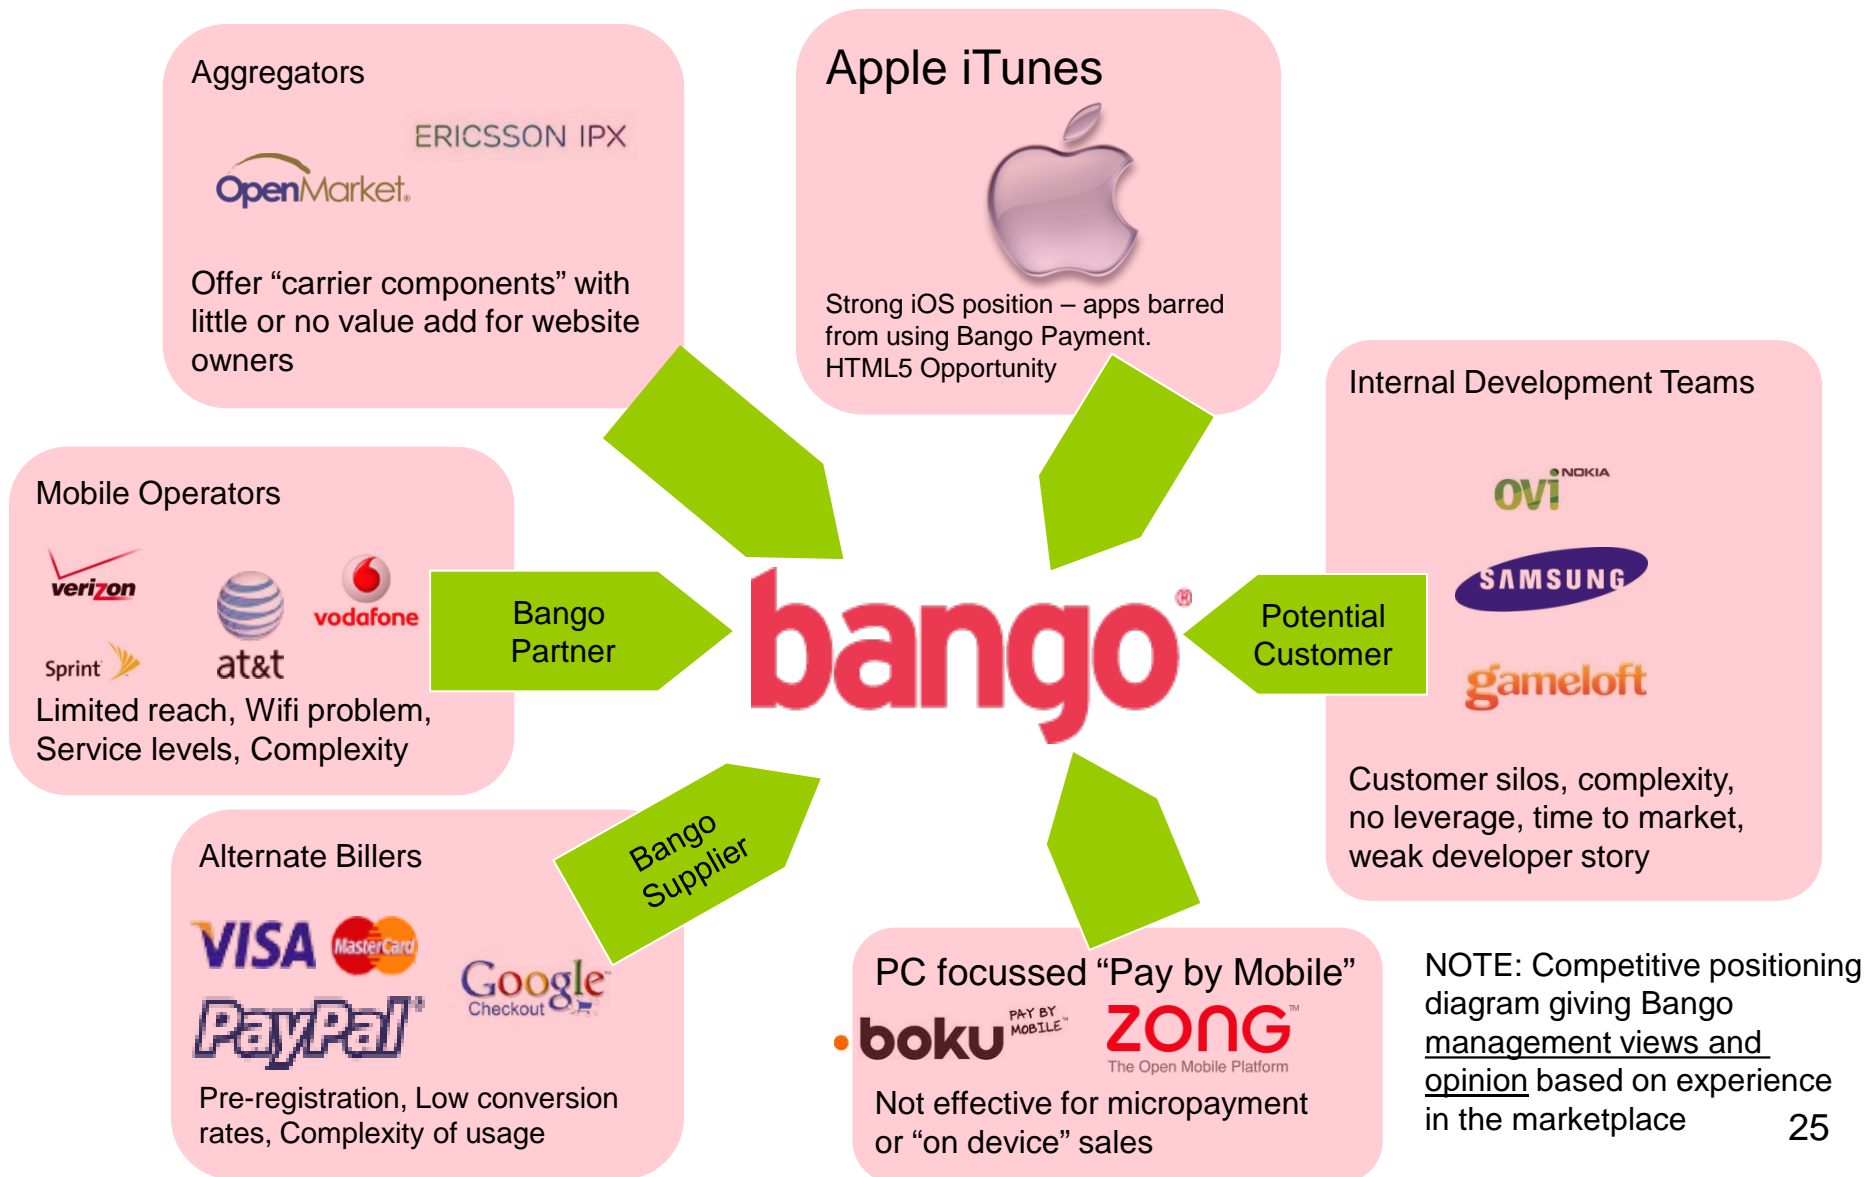 Aggregators
ERICSSON IPX
OpenMarket®
Offer “carrier components” with
little or no value add for website
owners
Apple iTunes
Strong iOS position – apps barred
from using Bango Payment.
HTML5 Opportunity
Internal Development Teams
ovi NOKIA
SAMSUNG
gameloft
Customer silos, complexity,
no leverage, time to market,
weak developer story
Mobile Operators
verizon
at&t
vodafone
Sprint
Limited reach, Wifi problem,
Service levels, Complexity
Bango
Partner
bango®
Potential
Customer
Alternate Billers
VISA
MasterCard
PayPal®
Google™
Checkout
Pre-registration, Low conversion
rates, Complexity of usage
Bango
Supplier
PC focussed “Pay by Mobile”
boku PAY BY
MOBILE™
ZONG™
The Open Mobile Platform
Not effective for micropayment
or “on device” sales
NOTE: Competitive positioning
diagram giving Bango
management views and
opinion based on experience
in the marketplace
25